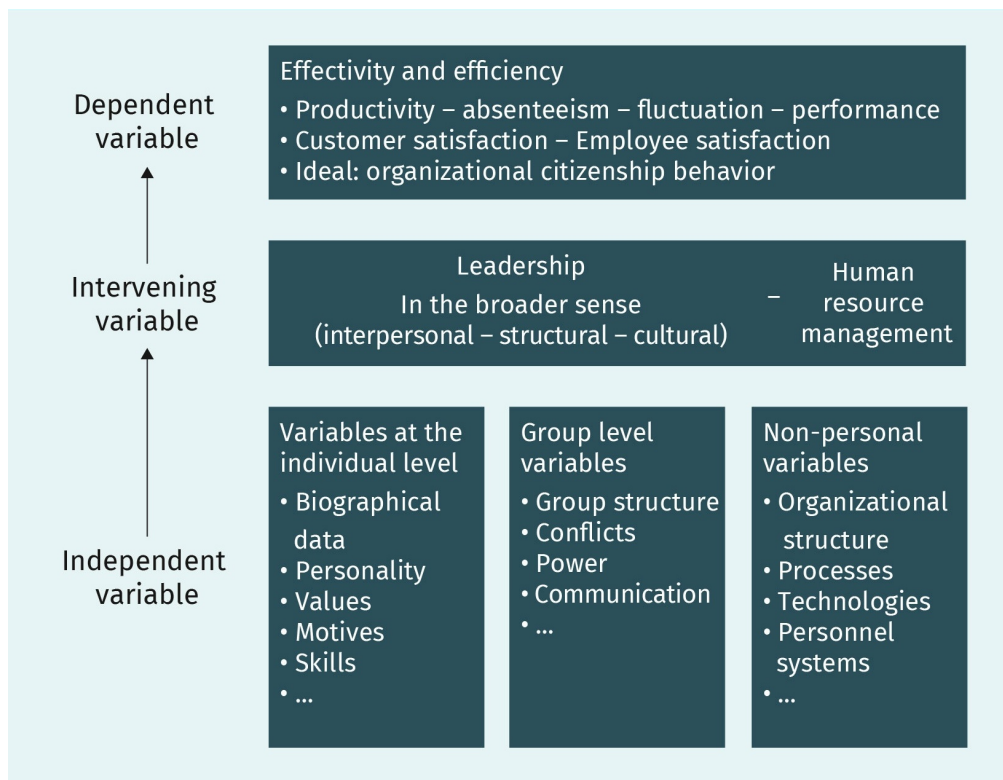 Dependent
variable
Effectivity and efficiency
• Productivity – absenteeism – fluctuation – performance
• Customer satisfaction – Employee satisfaction
• Ideal: organizational citizenship behavior
Intervening
variable
Leadership
In the broader sense
(interpersonal – structural – cultural)
–
Human
resource
management
Independent
variable
Variables at the
individual level
• Biographical
data
• Personality
• Values
• Motives
• Skills
• ...
Group level
variables
• Group structure
• Conflicts
• Power
• Communication
• ...
Non-personal
variables
• Organizational
structure
• Processes
• Technologies
• Personnel
systems
• ...